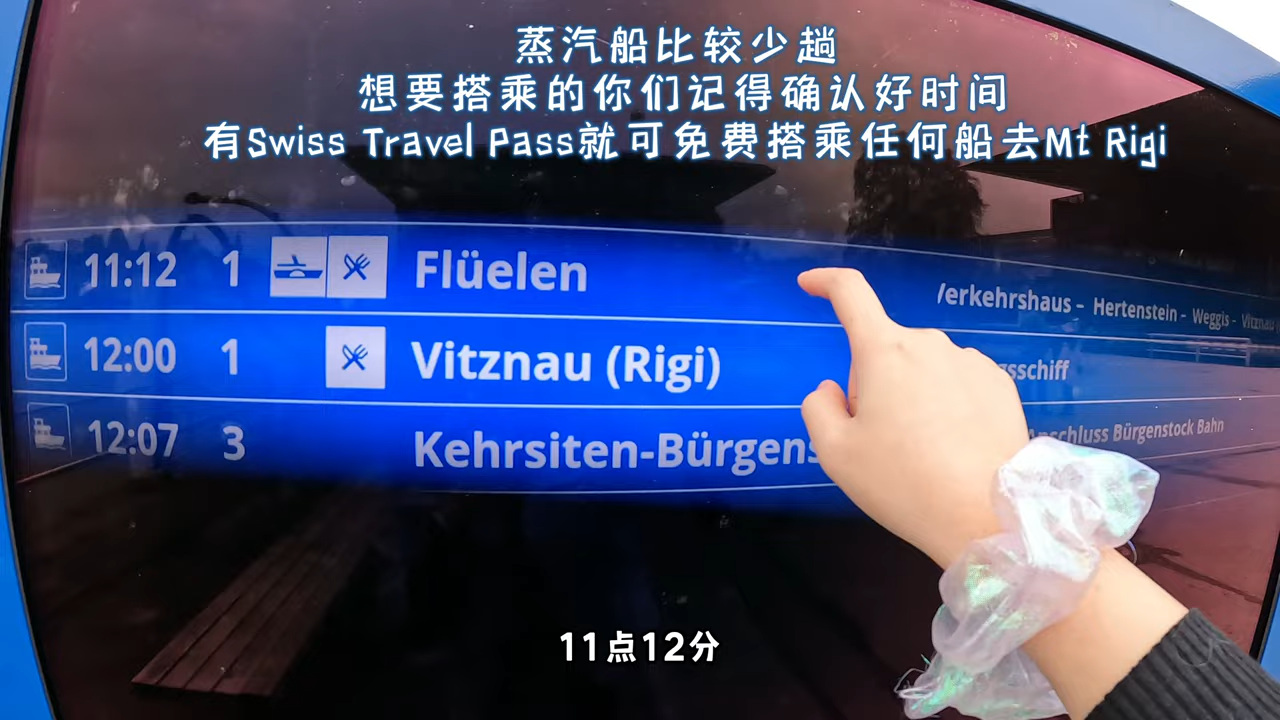 蒸汽船比较少趟
想要搭乘的你们记得确认好时间
有Swiss Travel Pass就可免费搭乘任何船去Mt Rigi
11:12 1 Flüelen Verkehrshaus - Hertenstein - Weggis - Vitznau
12:00 1 Vitznau (Rigi)
12:07 3 Kehrsiten-Bürgens Anschluss Bürgenstock Bahn
11点12分